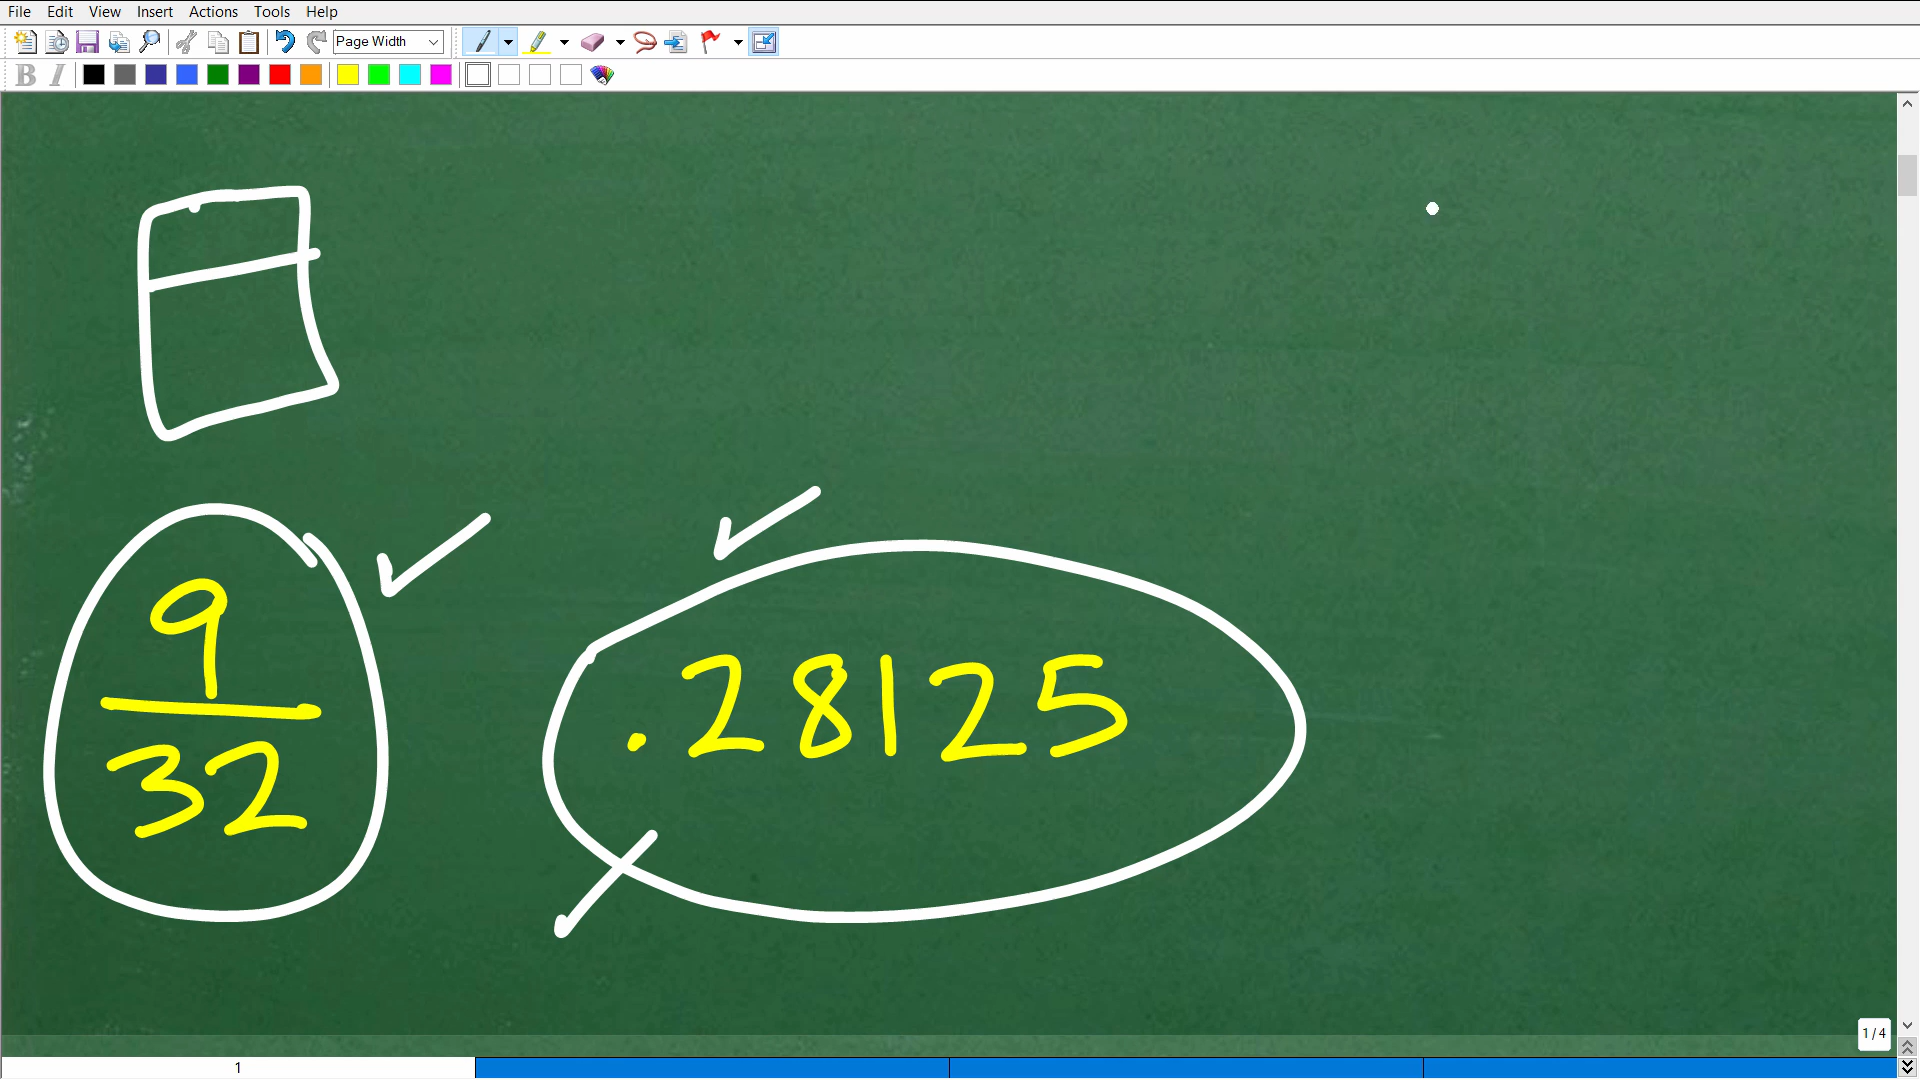 File Edit View Insert Actions Tools Help
Page Width
B I
9
32
.28125
1 / 4
1